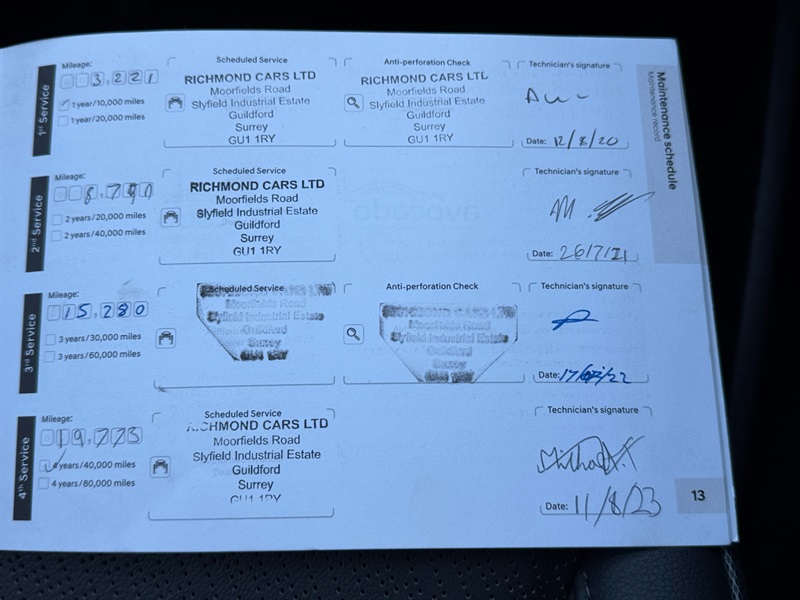 Maintenance schedule
Maintenance record
1st Service
Mileage:
3,221
1 year/10,000 miles
1 year/20,000 miles
Scheduled Service
RICHMOND CARS LTD
Moorfields Road
Slyfield Industrial Estate
Guildford
Surrey
GU1 1RY
Anti-perforation Check
RICHMOND CARS LTD
Moorfields Road
Slyfield Industrial Estate
Guildford
Surrey
GU1 1RY
Technician's signature
Date: 12/8/20
2nd Service
Mileage:
2 years/20,000 miles
2 years/40,000 miles
Scheduled Service
RICHMOND CARS LTD
Moorfields Road
Slyfield Industrial Estate
Guildford
Surrey
GU1 1RY
Technician's signature
Date: 26/7/21
3rd Service
Mileage:
15,280
3 years/30,000 miles
3 years/60,000 miles
Scheduled Service
Moorfields Road
Slyfield Industrial Estate
Guildford
Surrey
GU1 1RY
Anti-perforation Check
Moorfields Road
Slyfield Industrial Estate
Guildford
Surrey
Technician's signature
Date: 17/07/22
4th Service
Mileage:
19,773
4 years/40,000 miles
4 years/80,000 miles
Scheduled Service
RICHMOND CARS LTD
Moorfields Road
Slyfield Industrial Estate
Guildford
Surrey
GU1 1RY
Technician's signature
Date: 11/8/23
13